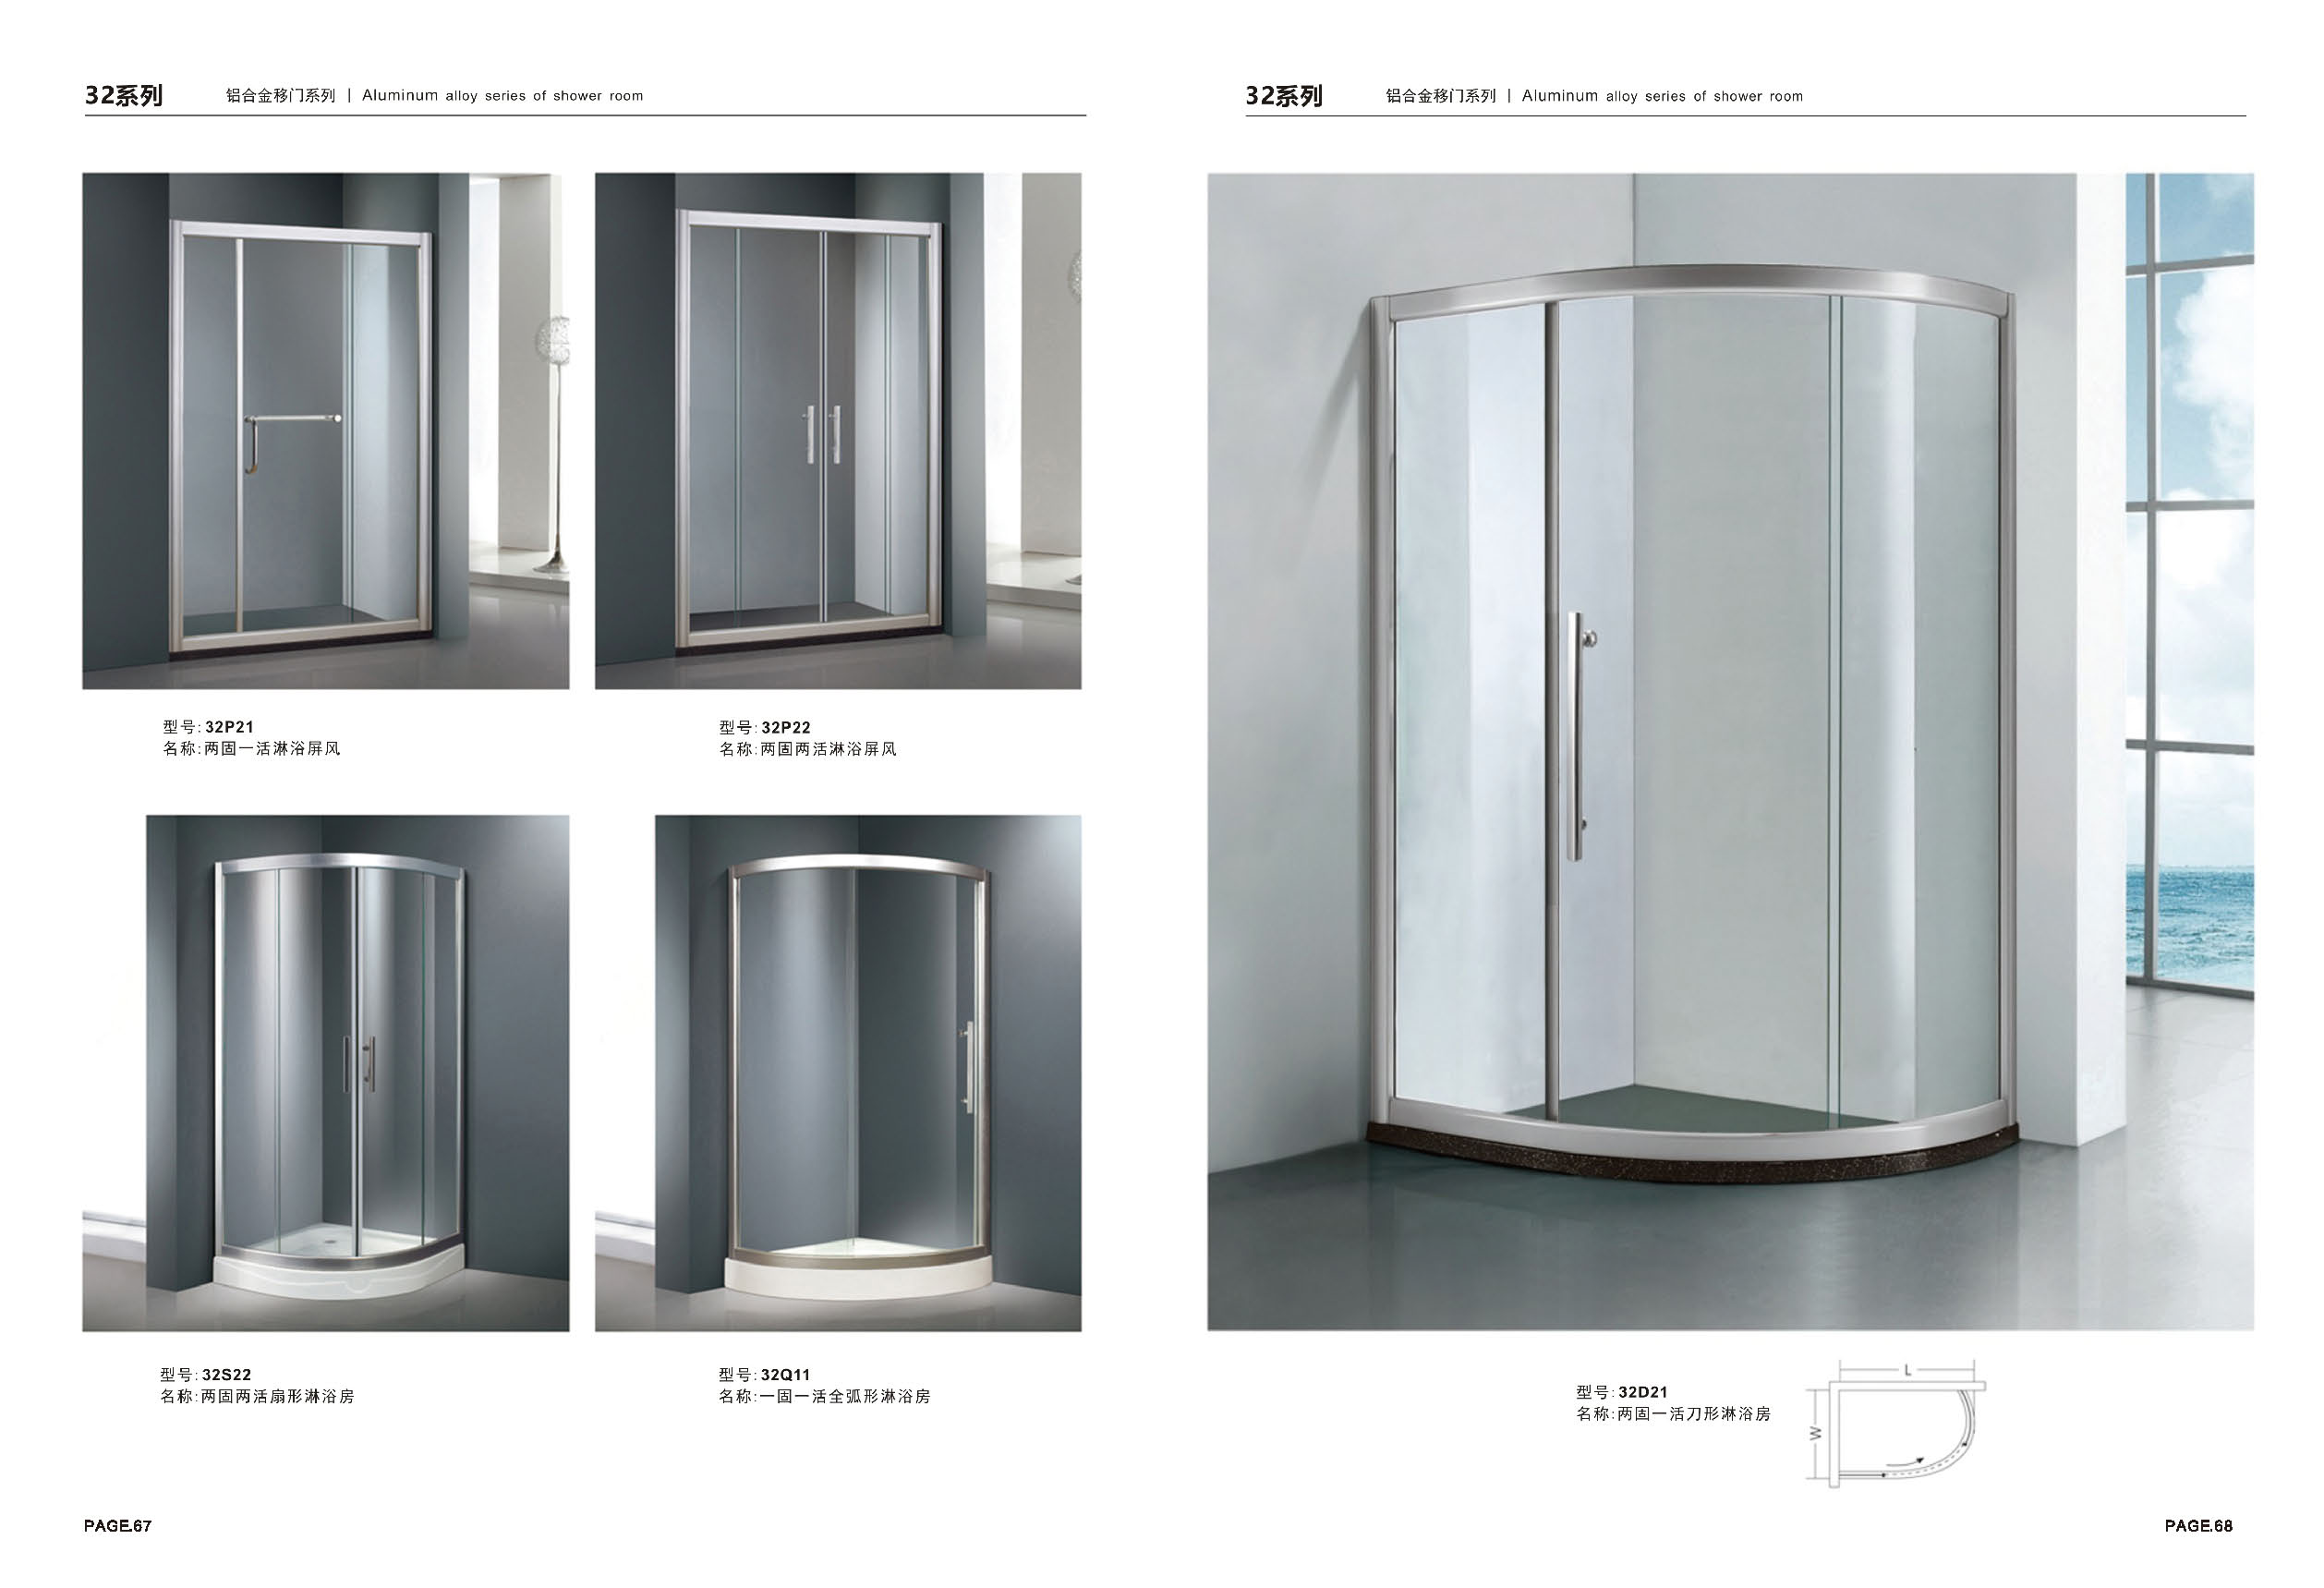 32系列 铝合金移门系列 | Aluminum alloy series of shower room
型号: 32P21
名称:两固一活淋浴屏风
型号: 32P22
名称:两固两活淋浴屏风
型号: 32S22
名称:两固两活扇形淋浴房
型号: 32Q11
名称:一固一活全弧形淋浴房
PAGE.67
32系列 铝合金移门系列 | Aluminum alloy series of shower room
型号: 32D21
名称:两固一活刀形淋浴房
L
W
PAGE.68